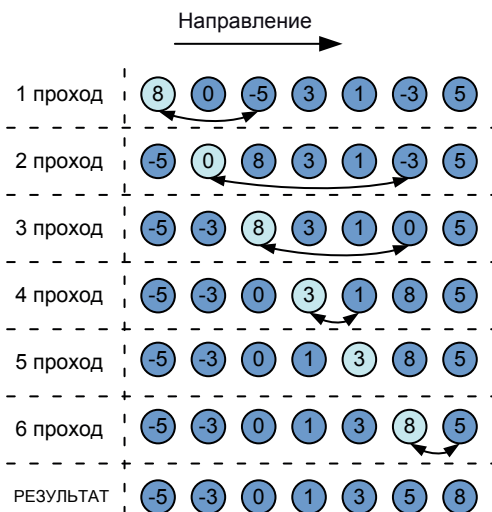 Направление
1 проход 8 0 -5 3 1 -3 5
2 проход -5 0 8 3 1 -3 5
3 проход -5 -3 8 3 1 0 5
4 проход -5 -3 0 3 1 8 5
5 проход -5 -3 0 1 3 8 5
6 проход -5 -3 0 1 3 8 5
РЕЗУЛЬТАТ -5 -3 0 1 3 5 8